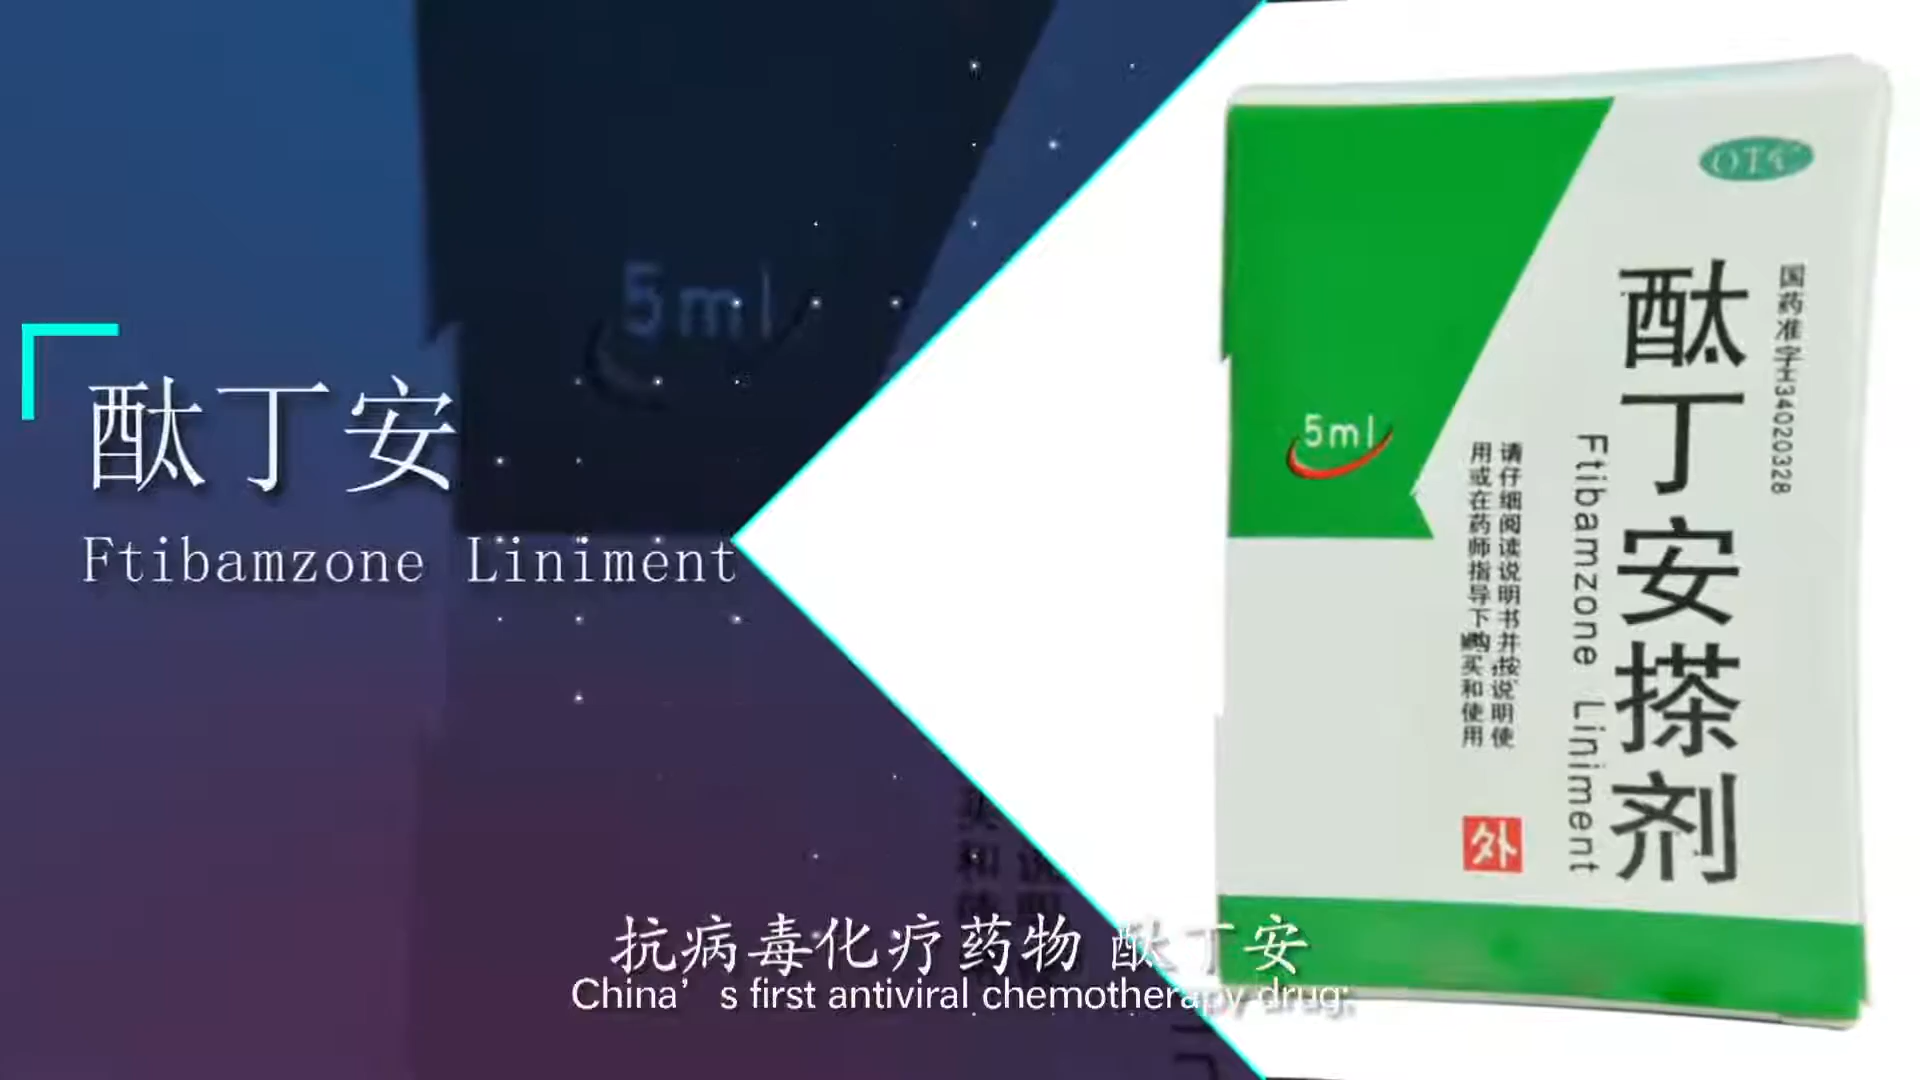 酞丁安
Ftibamzone Liniment
5ml
OTC
国药准字H34020328
酞丁安搽剂
Ftibamzone Liniment
5ml
请仔细阅读说明书并按说明使
用或在药师指导下购买和使用
外
抗病毒化疗药物 酞丁安
China's first antiviral chemotherapy drug: